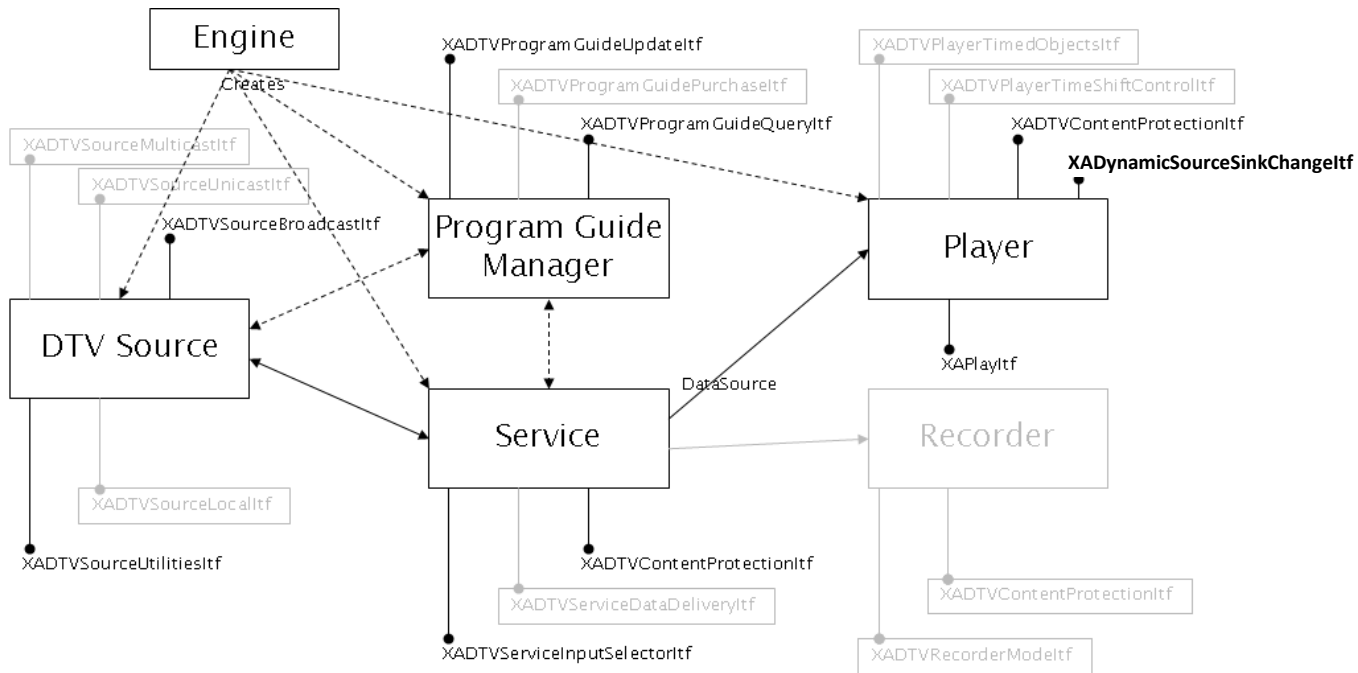 Engine
Creates
XADTVProgramGuideUpdateItf
XADTVProgramGuidePurchaseItf
XADTVProgramGuideQueryItf
XADTVPlayerTimedObjectsItf
XADTVPlayerTimeShiftControlItf
XADTVContentProtectionItf
XADynamicSourceSinkChangeItf
XADTVSourceMulticastItf
XADTVSourceUnicastItf
XADTVSourceBroadcastItf
Program Guide
Manager
Player
DTV Source
XAPlayItf
DataSource
Service
Recorder
XADTVSourceLocalItf
XADTVSourceUtilitiesItf
XADTVContentProtectionItf
XADTVServiceDataDeliveryItf
XADTVServiceInputSelectorItf
XADTVContentProtectionItf
XADTVRecorderModeItf